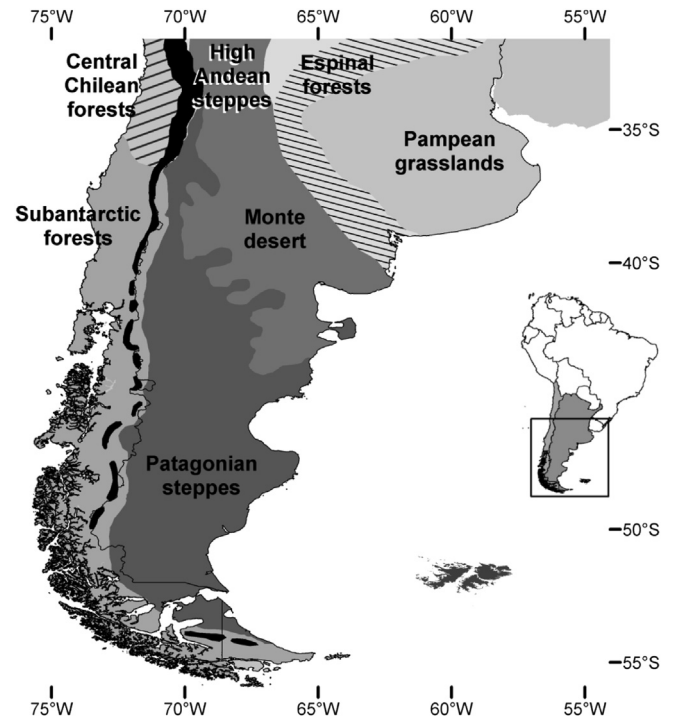 75°W 70°W 65°W 60°W 55°W
Central
Chilean
forests
High
Andean
steppes
Espinal
forests
Pampean
grasslands
35°S
Subantarctic
forests
Monte
desert
40°S
Patagonian
steppes
50°S
55°S
75°W 70°W 65°W 60°W 55°W